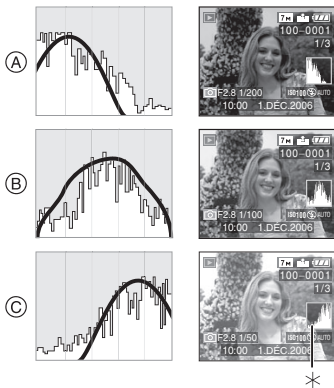 A
7M
100-0001
1/3
F2.8 1/200
ISO100 AUTO
10:00 1.DEC.2006
B
7M
100-0001
1/3
F2.8 1/100
ISO100 AUTO
10:00 1.DEC.2006
C
7M
100-0001
1/3
F2.8 1/50
ISO100 AUTO
10:00 1.DEC.2006
*